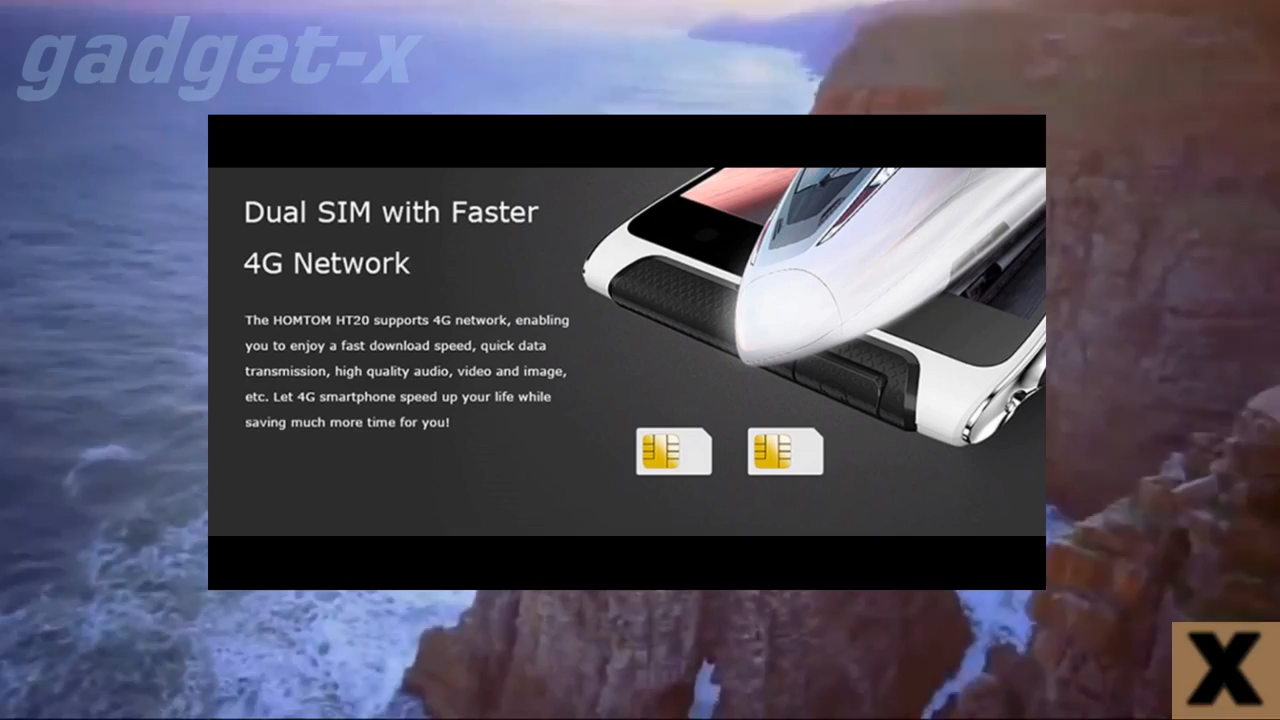 gadget-x
Dual SIM with Faster
4G Network
The HOMTOM HT20 supports 4G network, enabling
you to enjoy a fast download speed, quick data
transmission, high quality audio, video and image,
etc. Let 4G smartphone speed up your life while
saving much more time for you!
X